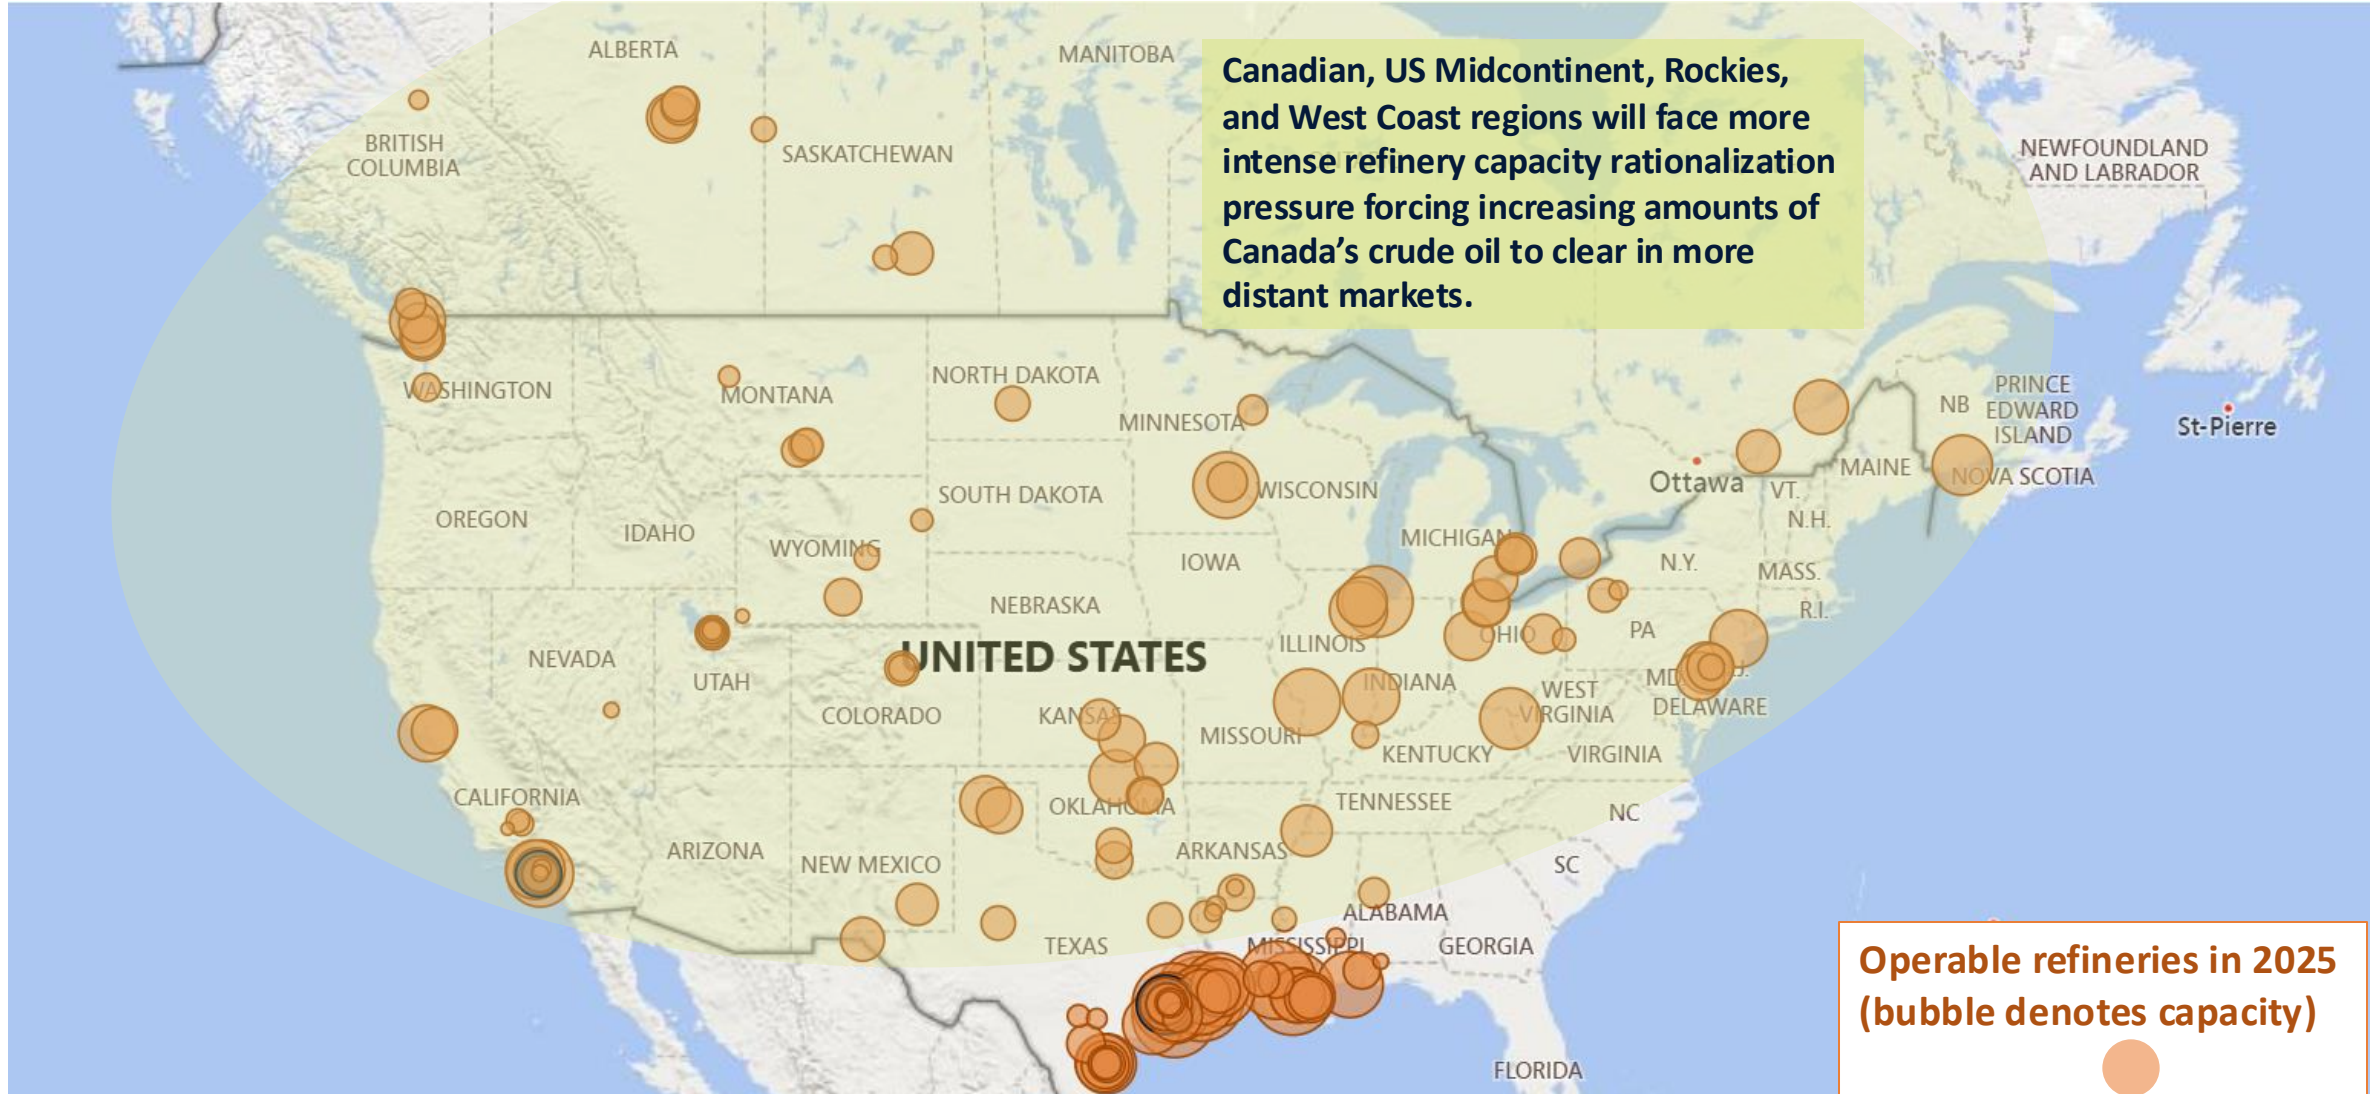 ALBERTA
MANITOBA
BRITISH
COLUMBIA
SASKATCHEWAN
Canadian, US Midcontinent, Rockies,
and West Coast regions will face more
intense refinery capacity rationalization
pressure forcing increasing amounts of
Canada's crude oil to clear in more
distant markets.
NEWFOUNDLAND
AND LABRADOR
WASHINGTON
MONTANA
NORTH DAKOTA
MINNESOTA
NB
PRINCE
EDWARD
ISLAND
St-Pierre
OREGON
IDAHO
WYOMING
SOUTH DAKOTA
WISCONSIN
Ottawa
VT.
MAINE
NOVA SCOTIA
N.H.
MICHIGAN
IOWA
N.Y.
MASS.
R.I.
NEBRASKA
NEVADA
UTAH
UNITED STATES
ILLINOIS
OHIO
PA
COLORADO
KANSAS
MISSOURI
INDIANA
WEST
VIRGINIA
MD.
DELAWARE
KENTUCKY
VIRGINIA
CALIFORNIA
OKLAHOMA
TENNESSEE
NC
ARIZONA
NEW MEXICO
ARKANSAS
SC
TEXAS
MISSISSIPPI
ALABAMA
GEORGIA
FLORIDA
Operable refineries in 2025
(bubble denotes capacity)